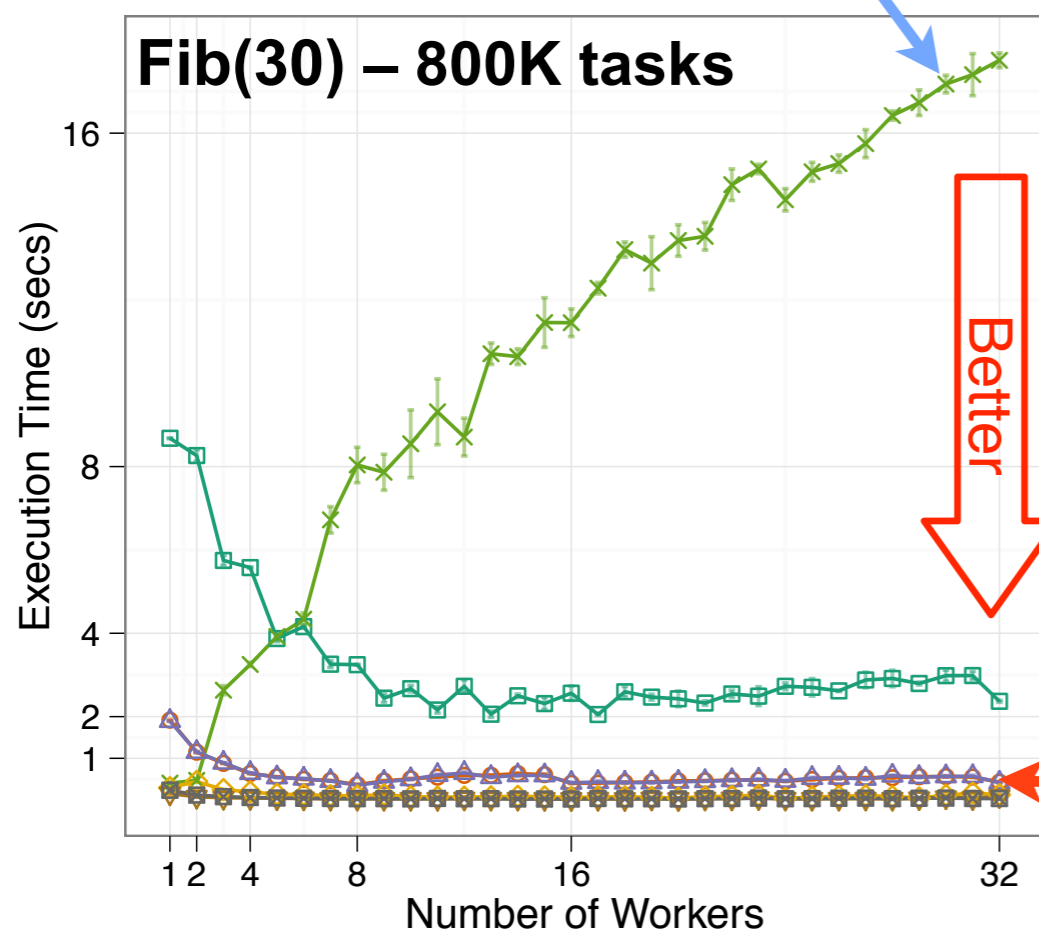 Fib(30) – 800K tasks
Execution Time (secs)
16
8
4
2
1
Better
1 2 4 8 16 32
Number of Workers